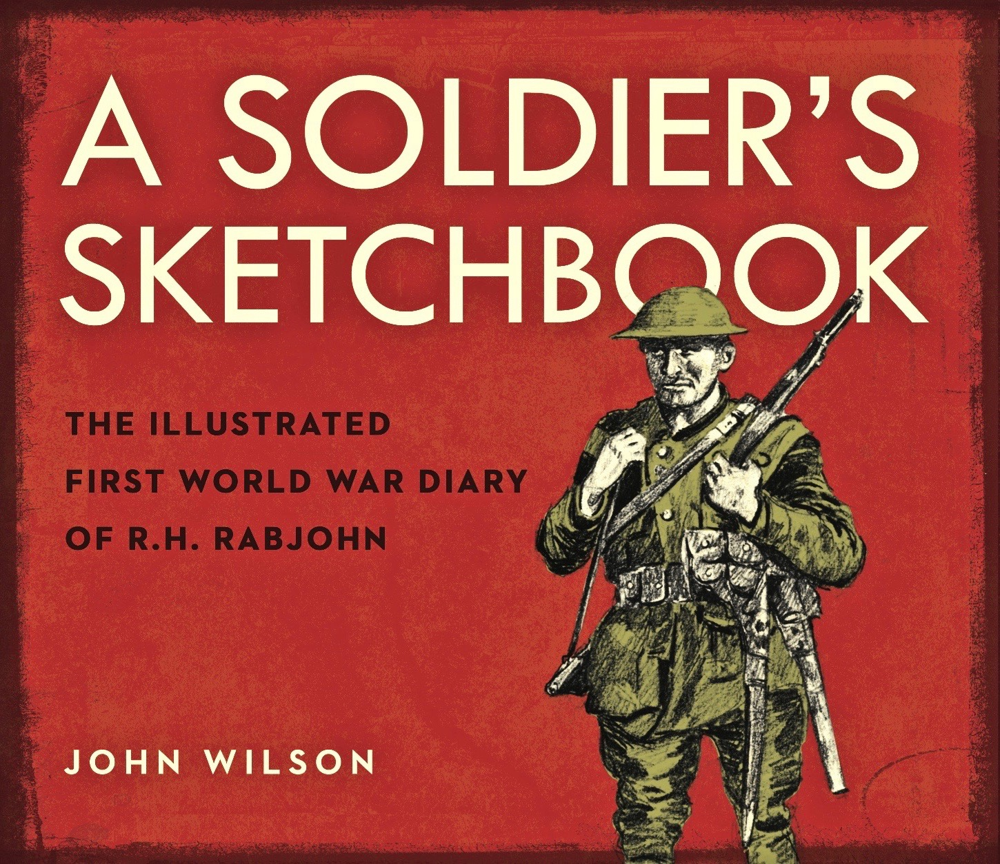 A SOLDIER’S
SKETCHBOOK
THE ILLUSTRATED
FIRST WORLD WAR DIARY
OF R.H. RABJOHN
JOHN WILSON